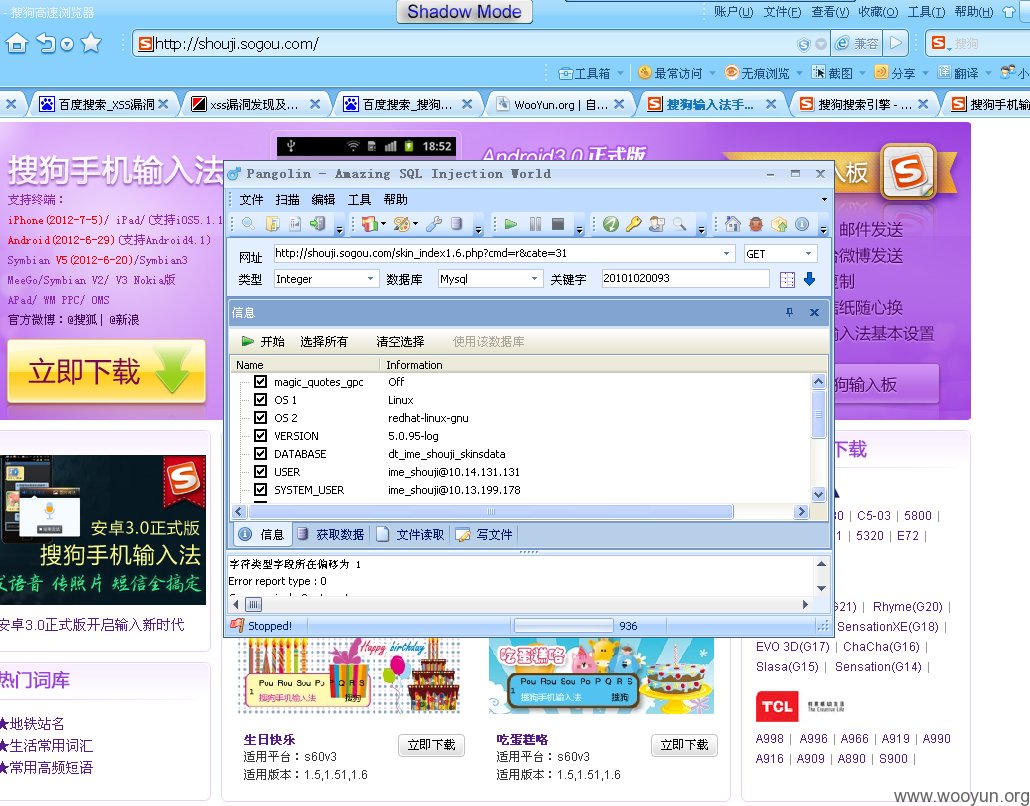 搜狗高速浏览器
Shadow Mode
账户(U) 文件(F) 查看(V) 收藏(O) 工具(T) 帮助(H)
http://shouji.sogou.com/
兼容
搜狗
工具箱 最常访问 无痕浏览 截图 分享 翻译 小
百度搜索_XSS漏洞
xss漏洞发现及...
百度搜索_搜狗...
WooYun.org | 自...
搜狗输入法手...
搜狗搜索引擎 - ...
搜狗手机输
18:52
搜狗手机输入法
Android3.0 正式版
入板
支持终端：
iPhone(2012-7-5)/ iPad/(支持iOS5.1.1
Android(2012-6-29)(支持Android4.1)
Symbian V5(2012-6-20)/Symbian3
MeeGo/Symbian V2/ V3 Nokia版
APad/ WM PPC/ OMS
官方微博：@搜狐| @新浪
立即下载
邮件发送
微博发送
制
纸随心换
入法基本设置
狗输入板
Pangolin - Amazing SQL Injection World
文件 扫描 编辑 工具 帮助
网址 http://shouji.sogou.com/skin_index1.6.php?cmd=r&cate=31 GET
类型 Integer 数据库 Mysql 关键字 20101020093
信息
开始 选择所有 清空选择 使用该数据库
Name Information
magic_quotes_gpc Off
OS 1 Linux
OS 2 redhat-linux-gnu
VERSION 5.0.95-log
DATABASE dt_ime_shouji_skinsdata
USER ime_shouji@10.14.131.131
SYSTEM_USER ime_shouji@10.13.199.178
信息 获取数据 文件读取 写文件
字符类型字段所在偏移为 1
Error report type : 0
Stopped! 936
安卓3.0正式版
搜狗手机输入法
语音 传照片 短信全搞定
安卓3.0正式版开启输入新时代
热门词库
★地铁站名
★生活常用词汇
★常用高频短语
Happy birthday
Pou Rou Sou Po P Q R S
1 搜狗手机输入法 搜狗
生日快乐
立即下载
适用平台：s60v3
适用版本：1.5,1.51,1.6
吃蛋糕咯
Pou Rou Sou Po P Q R S
1 搜狗手机输入法 搜狗
吃蛋糕咯
立即下载
适用平台：s60v3
适用版本：1.5,1.51,1.6
下载
| C5-03 | 5800 |
| 5320 | E72 |
G21) | Rhyme(G20) |
SensationXE(G18) |
EVO 3D(G17) | ChaCha(G16) |
Slasa(G15) | Sensation(G14) |
TCL
The Creative Life
A998 | A996 | A966 | A919 | A990
A916 | A909 | A890 | S900 |
www.wooyun.org